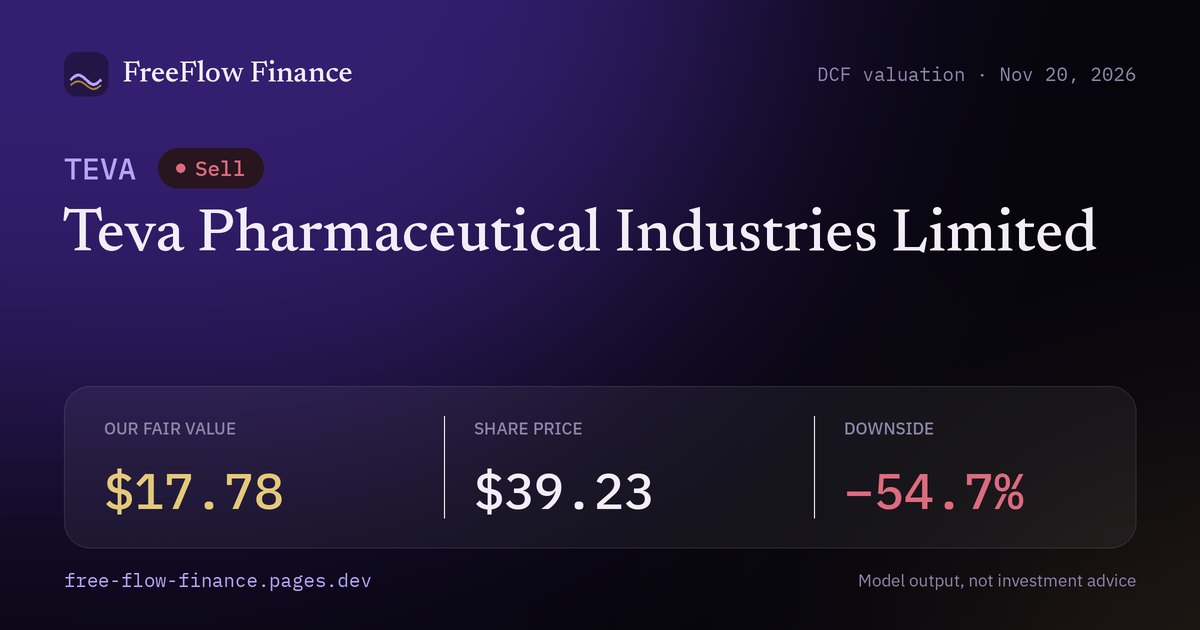 FreeFlow Finance
DCF valuation · Nov 20, 2026
TEVA
Sell
Teva Pharmaceutical Industries Limited
OUR FAIR VALUE
$17.78
SHARE PRICE
$39.23
DOWNSIDE
−54.7%
free-flow-finance.pages.dev
Model output, not investment advice